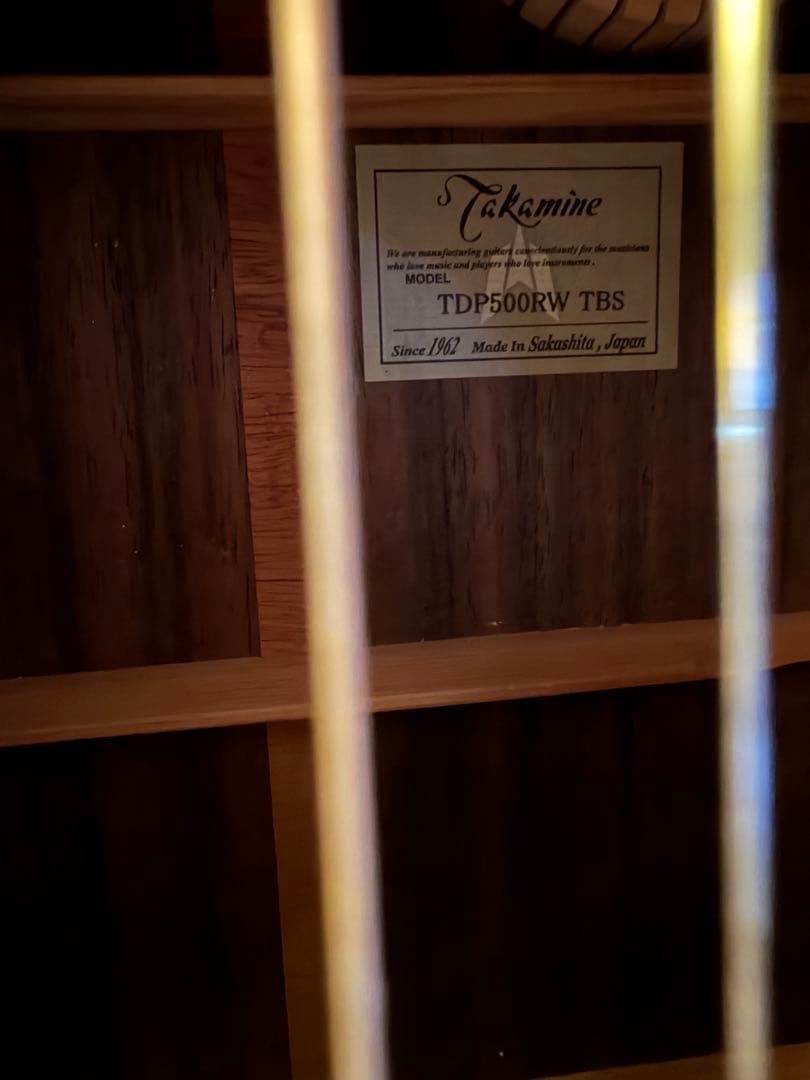 Takamine
We are manufacturing guitars conscientiously for the musicians
who love music and players who love instruments.
MODEL
TDP500RW TBS
Since 1962 Made In Sakashita, Japan